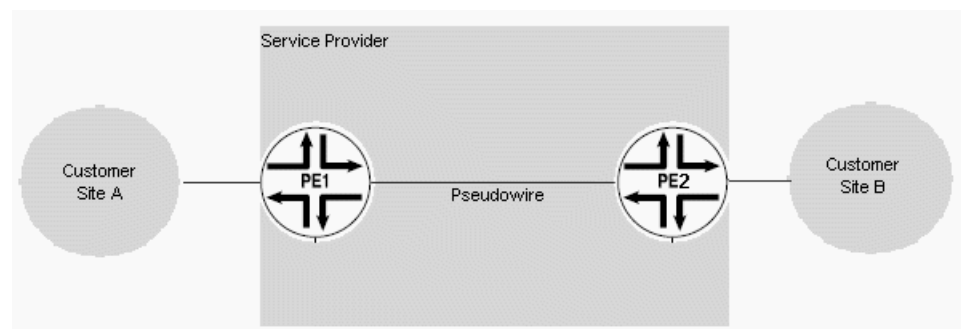 Service Provider
Customer
Site A
PE1
Pseudowire
PE2
Customer
Site B